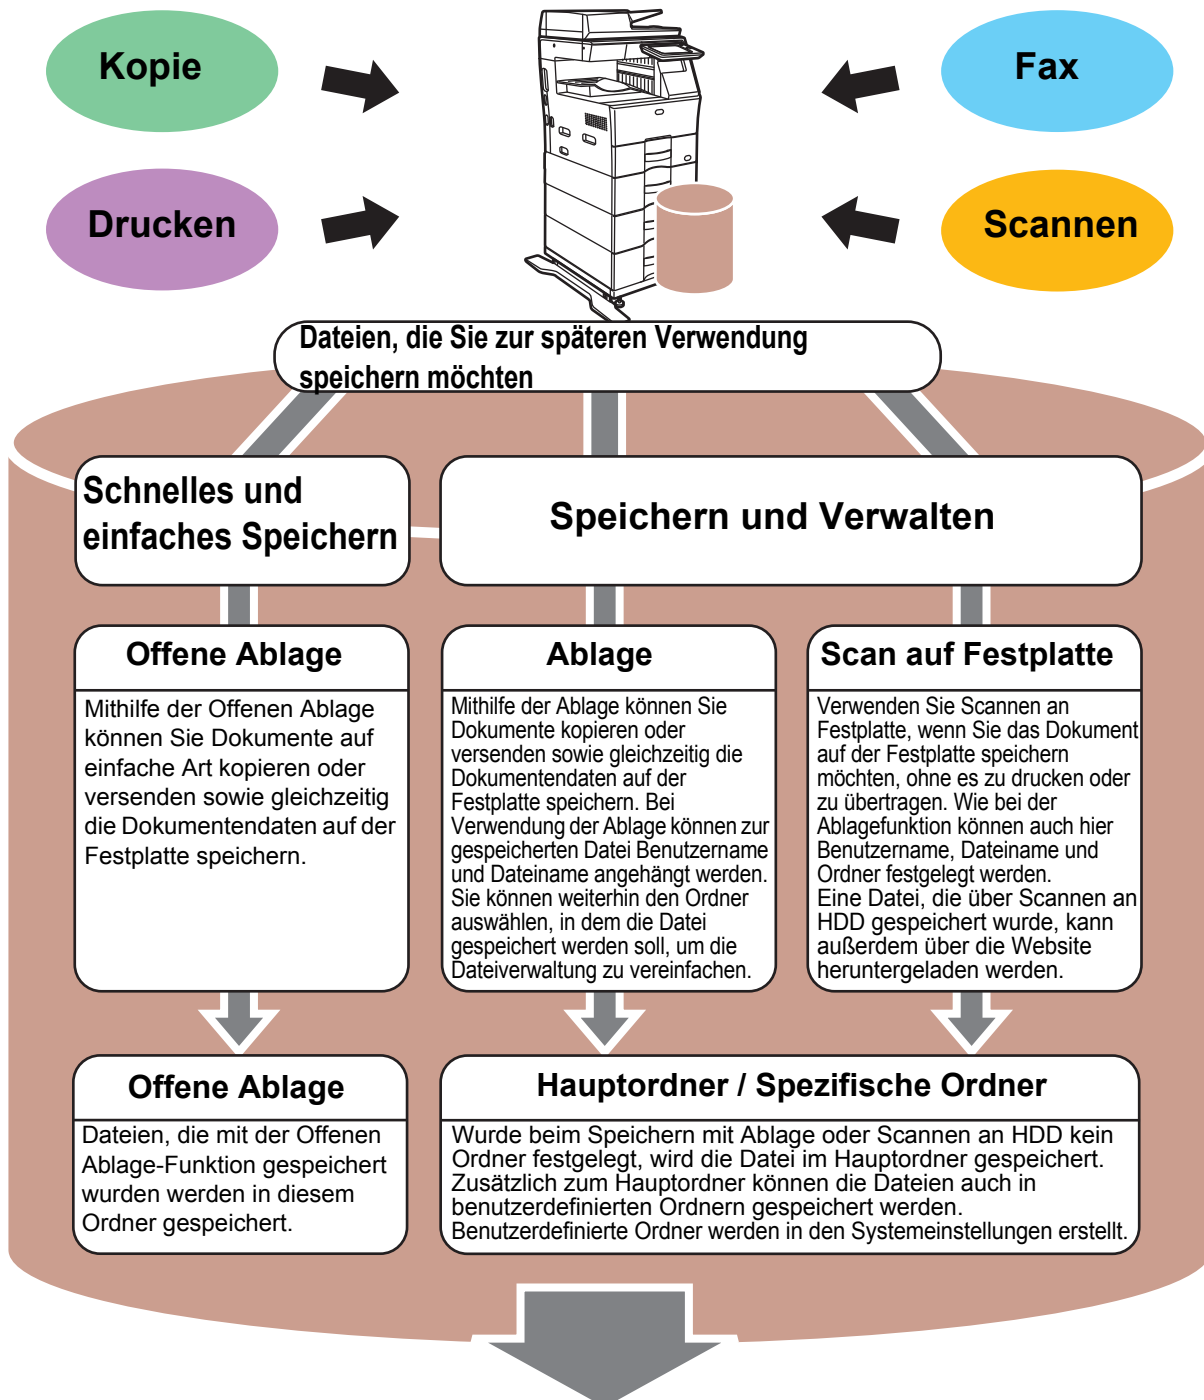 Kopie
Fax
Drucken
Scannen
Dateien, die Sie zur späteren Verwendung
speichern möchten
Schnelles und
einfaches Speichern
Speichern und Verwalten
Offene Ablage
Mithilfe der Offenen Ablage
können Sie Dokumente auf
einfache Art kopieren oder
versenden sowie gleichzeitig
die Dokumentendaten auf der
Festplatte speichern.
Ablage
Mithilfe der Ablage können Sie
Dokumente kopieren oder
versenden sowie gleichzeitig die
Dokumentendaten auf der
Festplatte speichern. Bei
Verwendung der Ablage können zur
gespeicherten Datei Benutzername
und Dateiname angehängt werden.
Sie können weiterhin den Ordner
auswählen, in dem die Datei
gespeichert werden soll, um die
Dateiverwaltung zu vereinfachen.
Scan auf Festplatte
Verwenden Sie Scannen an
Festplatte, wenn Sie das Dokument
auf der Festplatte speichern
möchten, ohne es zu drucken oder
zu übertragen. Wie bei der
Ablagefunktion können auch hier
Benutzername, Dateiname und
Ordner festgelegt werden.
Eine Datei, die über Scannen an
HDD gespeichert wurde, kann
außerdem über die Website
heruntergeladen werden.
Offene Ablage
Dateien, die mit der Offenen
Ablage-Funktion gespeichert
wurden werden in diesem
Ordner gespeichert.
Hauptordner / Spezifische Ordner
Wurde beim Speichern mit Ablage oder Scannen an HDD kein
Ordner festgelegt, wird die Datei im Hauptordner gespeichert.
Zusätzlich zum Hauptordner können die Dateien auch in
benutzerdefinierten Ordnern gespeichert werden.
Benutzerdefinierte Ordner werden in den Systemeinstellungen erstellt.